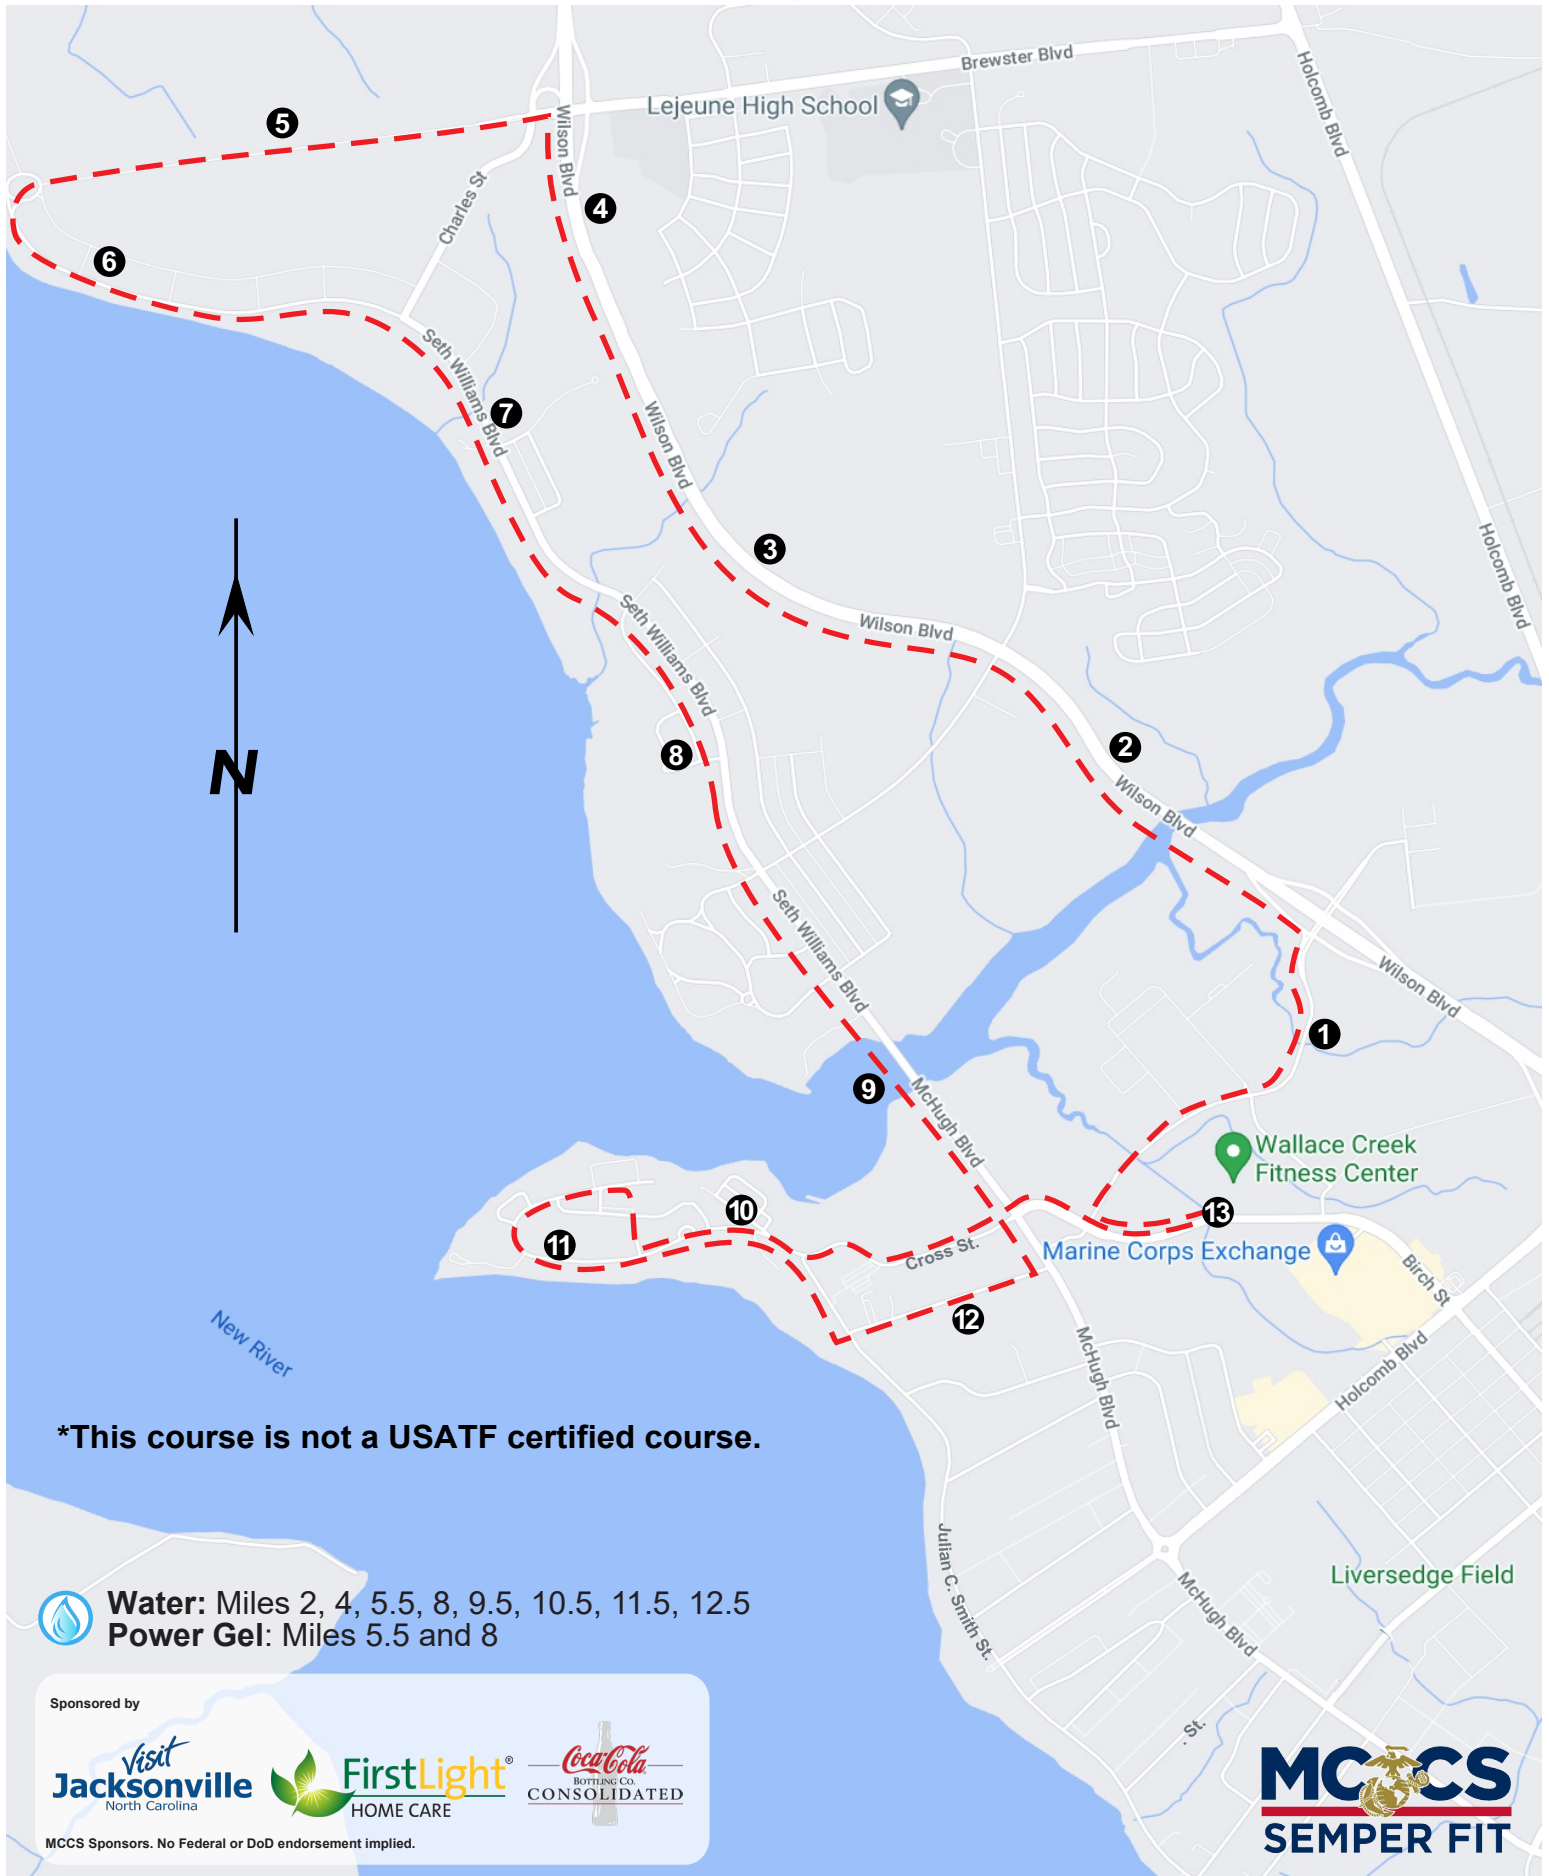 Brewster Blvd
Holcomb Blvd
Lejeune High School
5
Wilson Blvd
4
Charles St
6
Seth Williams Blvd
7
Wilson Blvd
3
Holcomb Blvd
Seth Williams Blvd
Wilson Blvd
8
2
Wilson Blvd
N
Seth Williams Blvd
Wilson Blvd
1
9
McHugh Blvd
Wallace Creek
Fitness Center
10
13
11
Cross St.
Marine Corps Exchange
Birch St
12
New River
McHugh Blvd
Holcomb Blvd
*This course is not a USATF certified course.
Julian C. Smith St.
Liversedge Field
McHugh Blvd
Water: Miles 2, 4, 5.5, 8, 9.5, 10.5, 11.5, 12.5
Power Gel: Miles 5.5 and 8
. St.
Sponsored by
Visit
Jacksonville
North Carolina
FirstLight®
HOME CARE
Coca-Cola
BOTTLING CO.
CONSOLIDATED
MCCS Sponsors. No Federal or DoD endorsement implied.
MCCS
SEMPER FIT